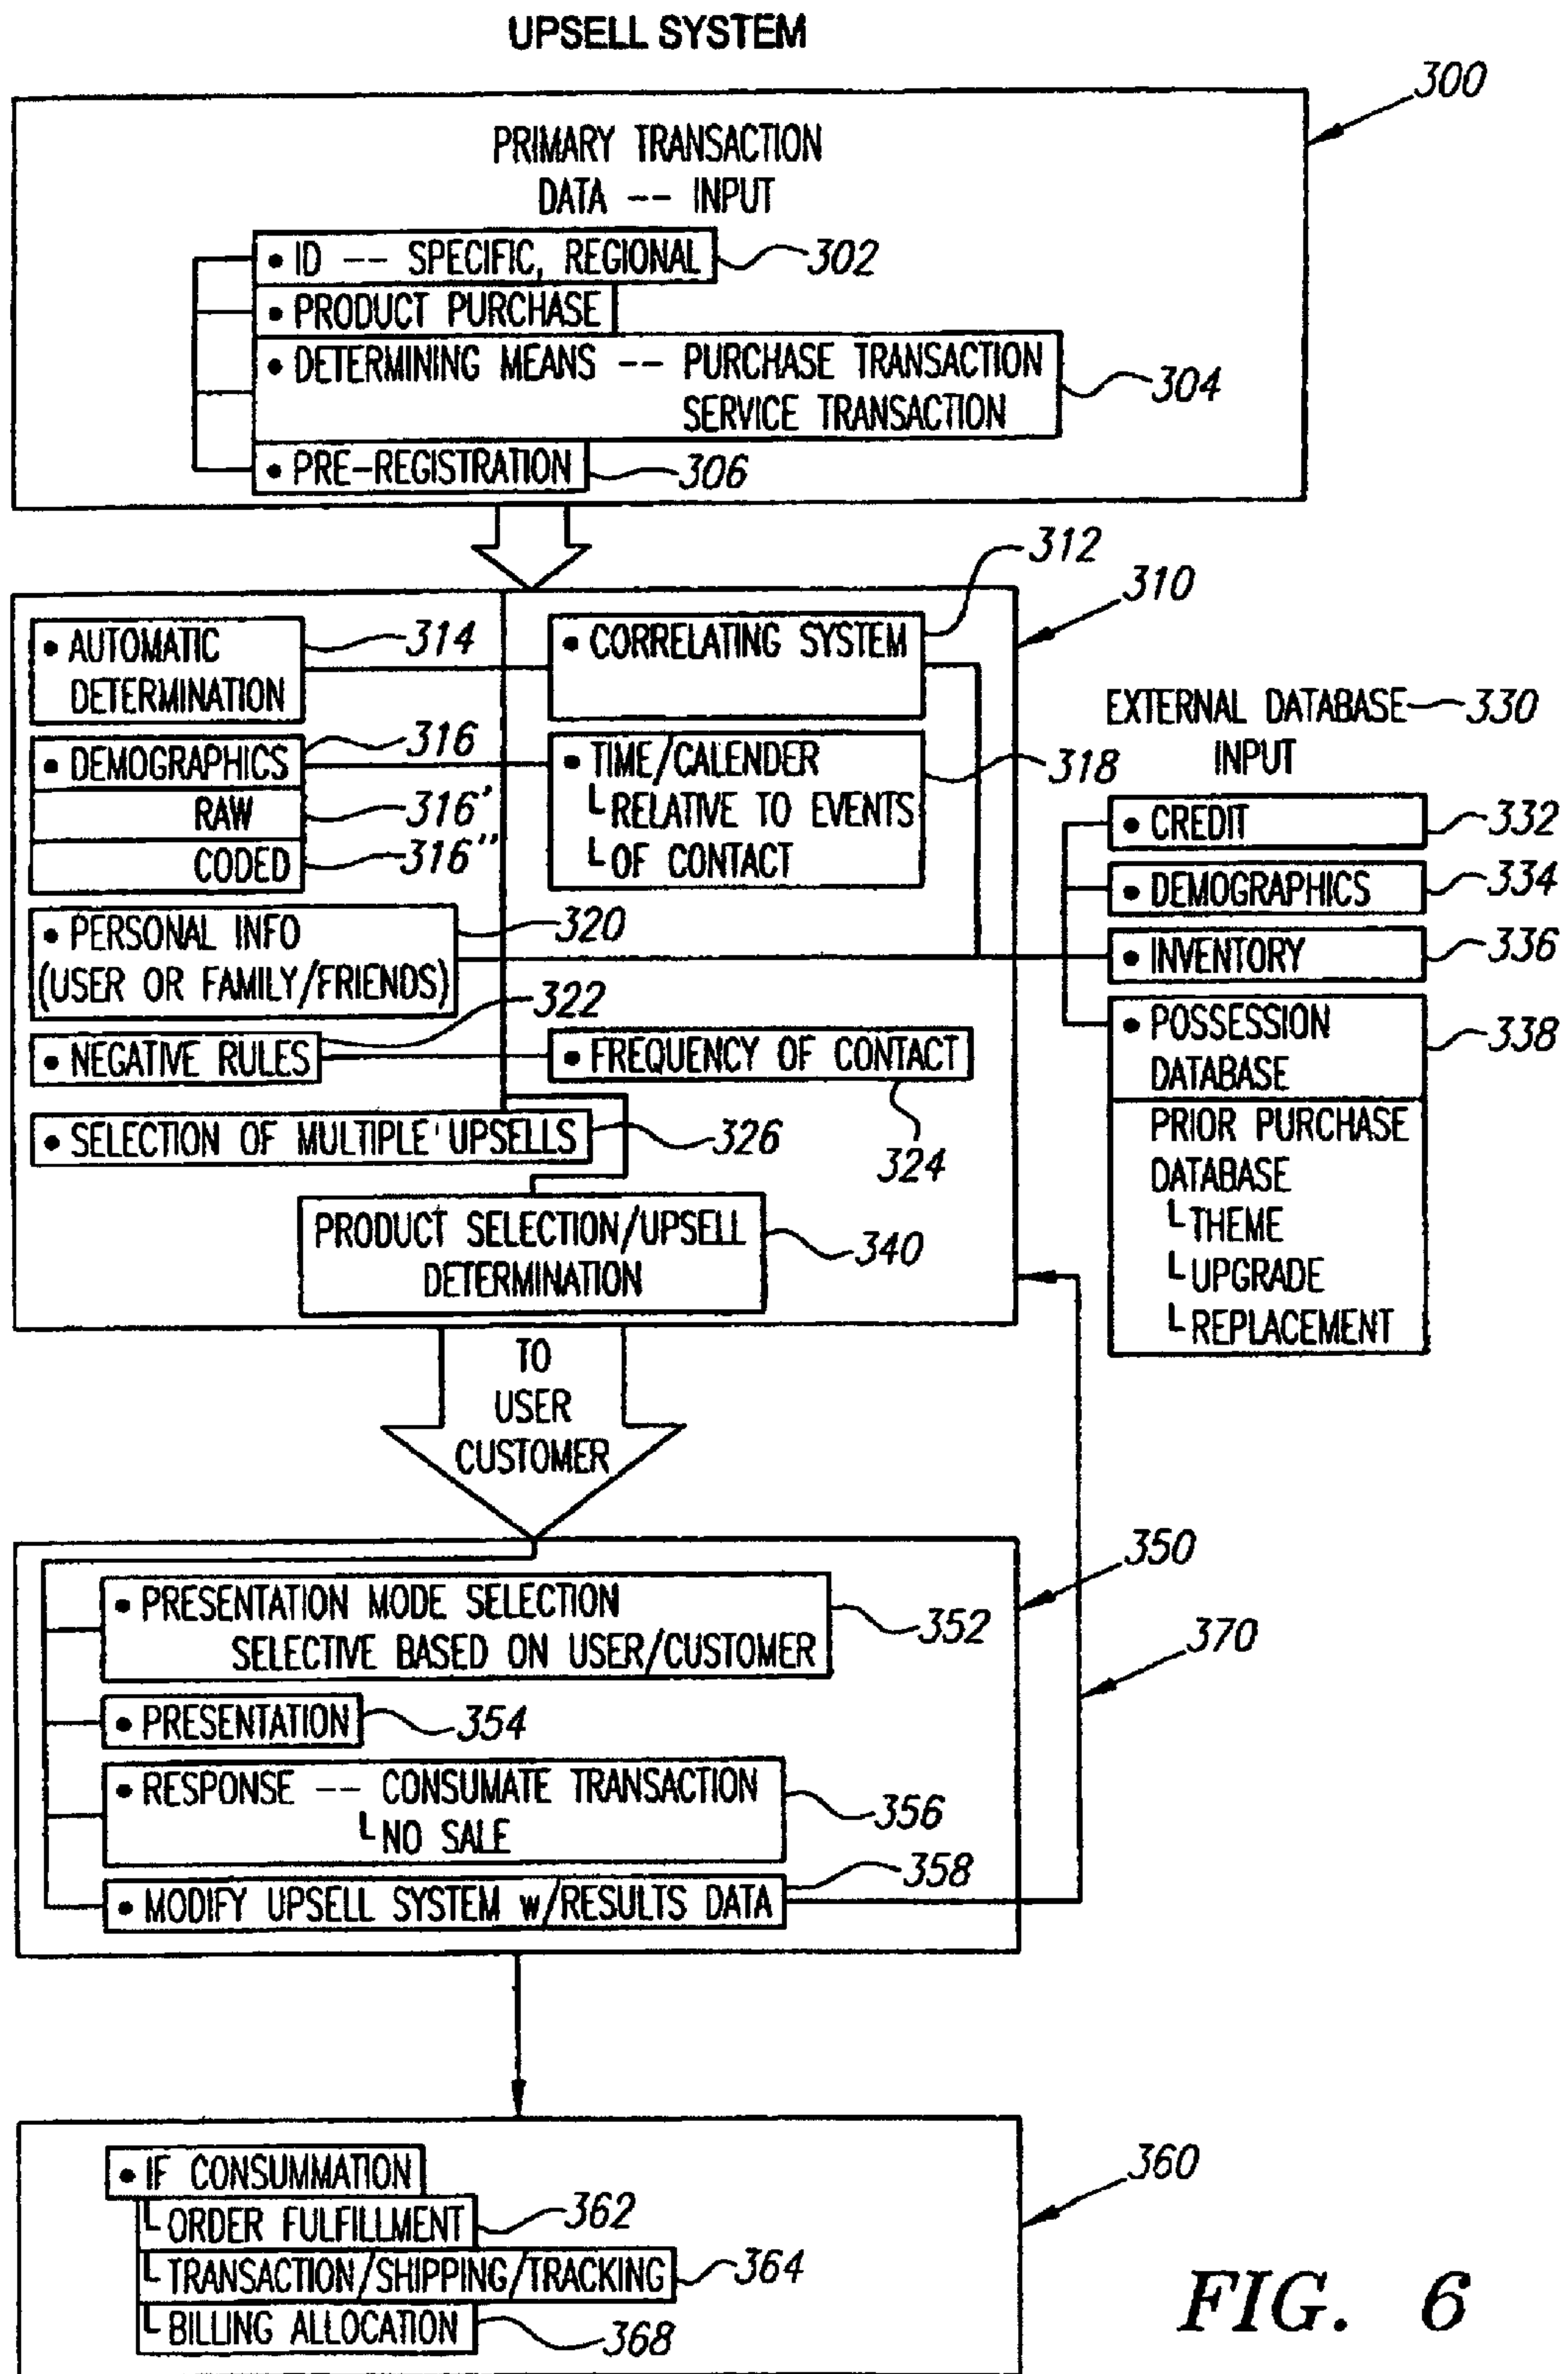 UPSELL SYSTEM
300
PRIMARY TRANSACTION
DATA -- INPUT
• ID -- SPECIFIC, REGIONAL 302
• PRODUCT PURCHASE
• DETERMINING MEANS -- PURCHASE TRANSACTION
SERVICE TRANSACTION 304
• PRE-REGISTRATION 306
310
• AUTOMATIC
DETERMINATION 314
• CORRELATING SYSTEM 312
• DEMOGRAPHICS 316
RAW 316'
CODED 316"
• TIME/CALENDER
└ RELATIVE TO EVENTS
└ OF CONTACT 318
• PERSONAL INFO
(USER OR FAMILY/FRIENDS) 320
• NEGATIVE RULES 322
• FREQUENCY OF CONTACT 324
• SELECTION OF MULTIPLE UPSELLS 326
PRODUCT SELECTION/UPSELL
DETERMINATION 340
EXTERNAL DATABASE 330
INPUT
• CREDIT 332
• DEMOGRAPHICS 334
• INVENTORY 336
• POSSESSION
DATABASE 338
PRIOR PURCHASE
DATABASE
└ THEME
└ UPGRADE
└ REPLACEMENT
TO
USER
CUSTOMER
350
• PRESENTATION MODE SELECTION
SELECTIVE BASED ON USER/CUSTOMER 352
• PRESENTATION 354
• RESPONSE -- CONSUMATE TRANSACTION
└ NO SALE 356
• MODIFY UPSELL SYSTEM w/RESULTS DATA 358
370
360
• IF CONSUMMATION
└ ORDER FULFILLMENT 362
└ TRANSACTION/SHIPPING/TRACKING 364
└ BILLING ALLOCATION 368
FIG. 6